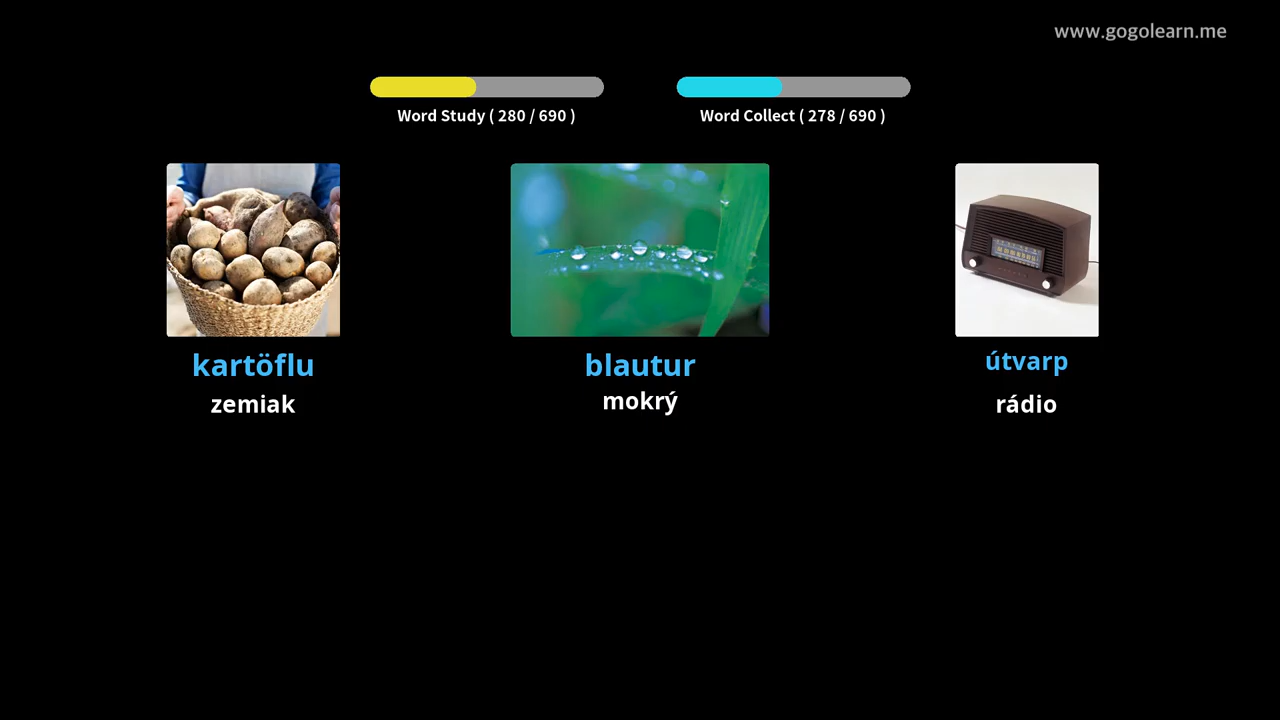 www.gogolearn.me
Word Study ( 280 / 690 )
Word Collect ( 278 / 690 )
kartöflu
zemiak
blautur
mokrý
útvarp
rádio